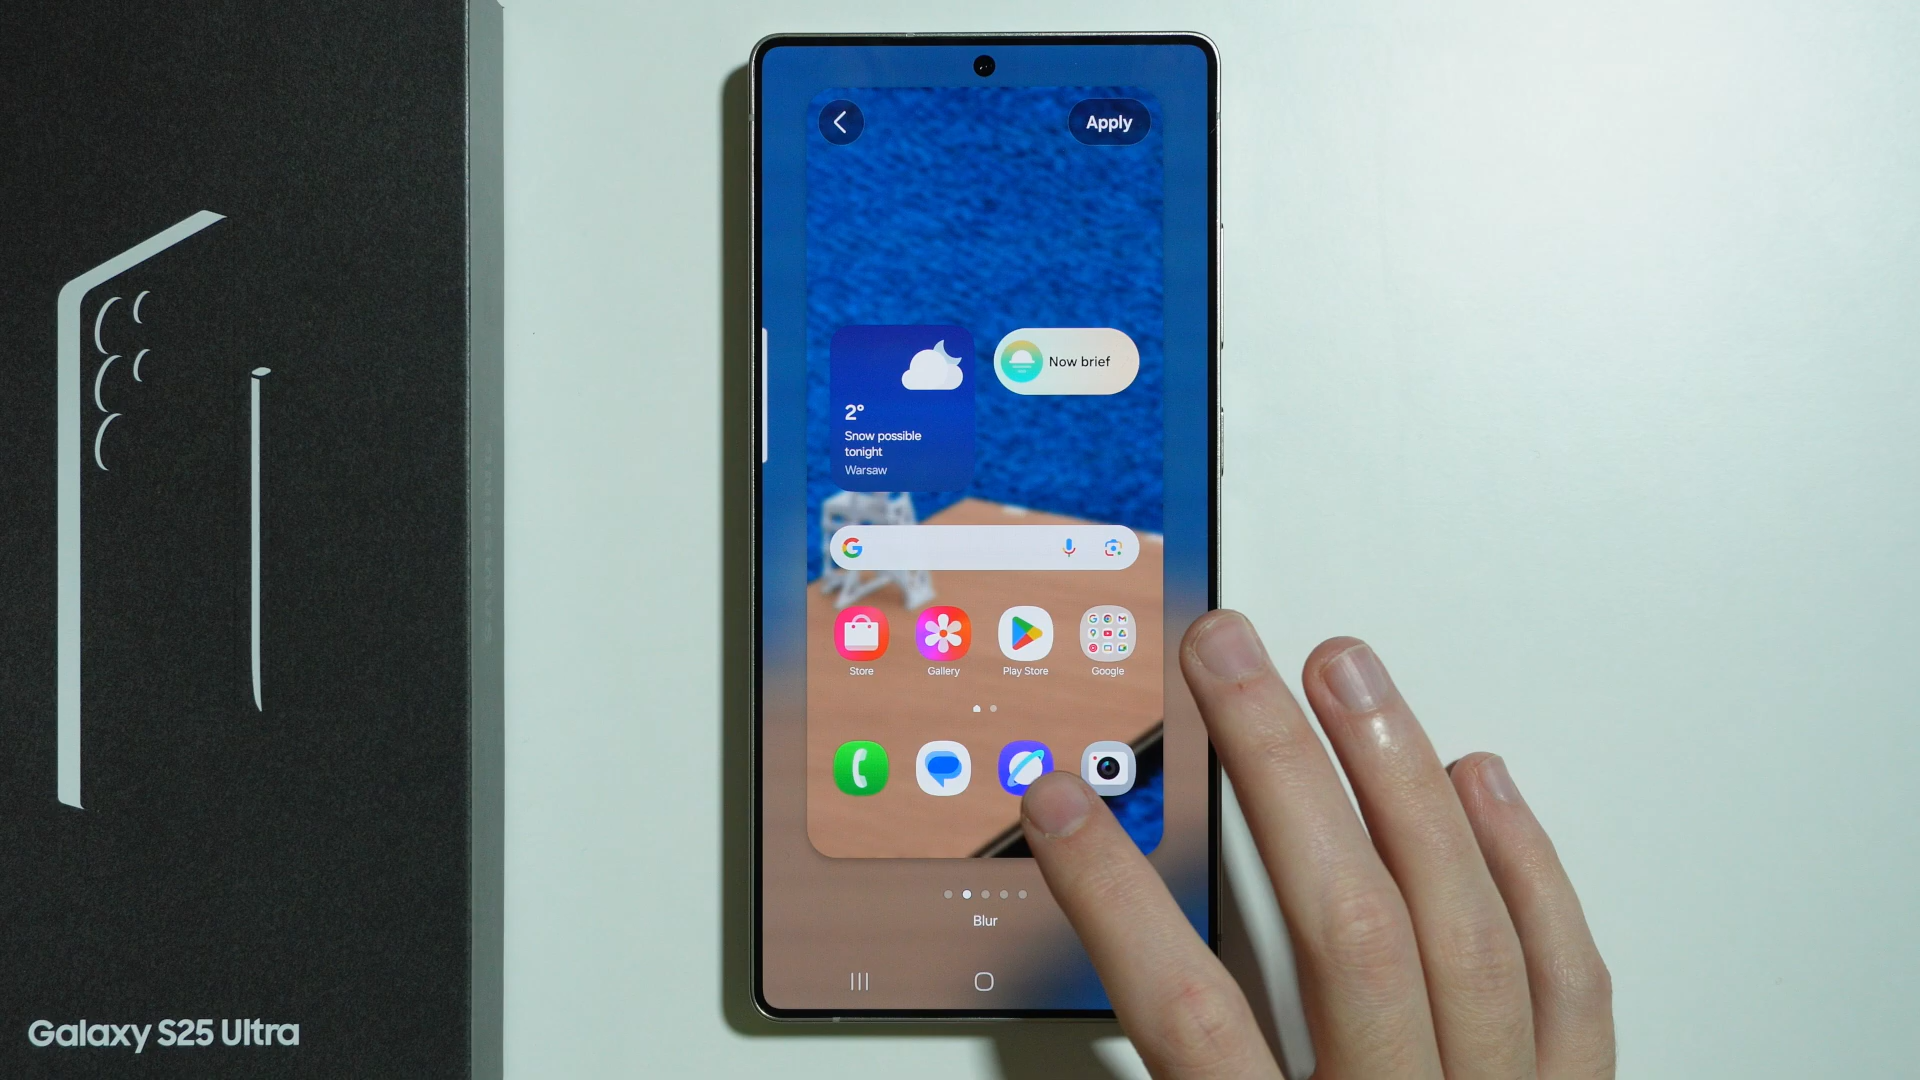 Apply
Now brief
2°
Snow possible
tonight
Warsaw
Store
Gallery
Play Store
Google
Blur
Galaxy S25 Ultra